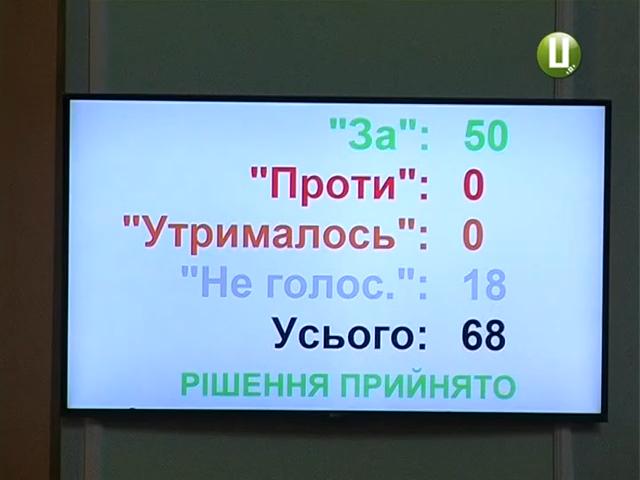 Ц
"За": 50
"Проти": 0
"Утрималось": 0
"Не голос.": 18
Усього: 68
РІШЕННЯ ПРИЙНЯТО